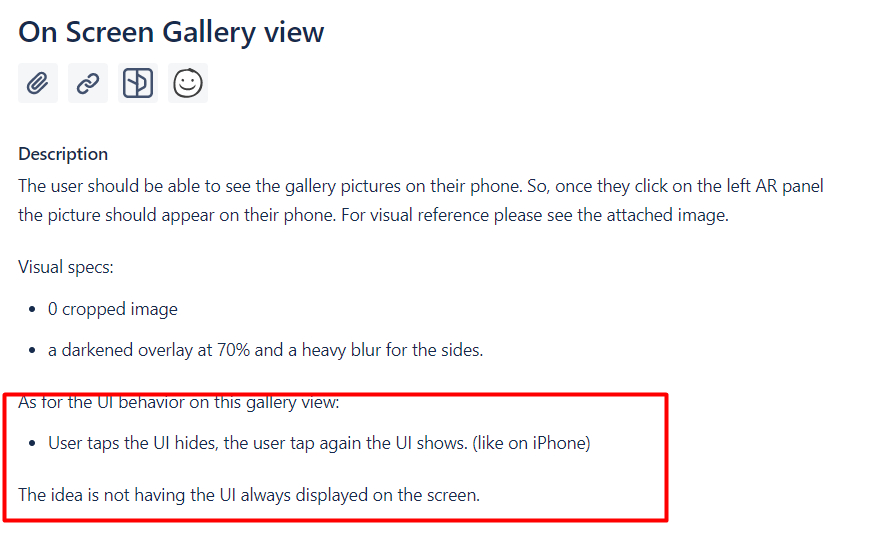 On Screen Gallery view
Description
The user should be able to see the gallery pictures on their phone. So, once they click on the left AR panel
the picture should appear on their phone. For visual reference please see the attached image.
Visual specs:
• 0 cropped image
• a darkened overlay at 70% and a heavy blur for the sides.
As for the UI behavior on this gallery view:
• User taps the UI hides, the user tap again the UI shows. (like on iPhone)
The idea is not having the UI always displayed on the screen.